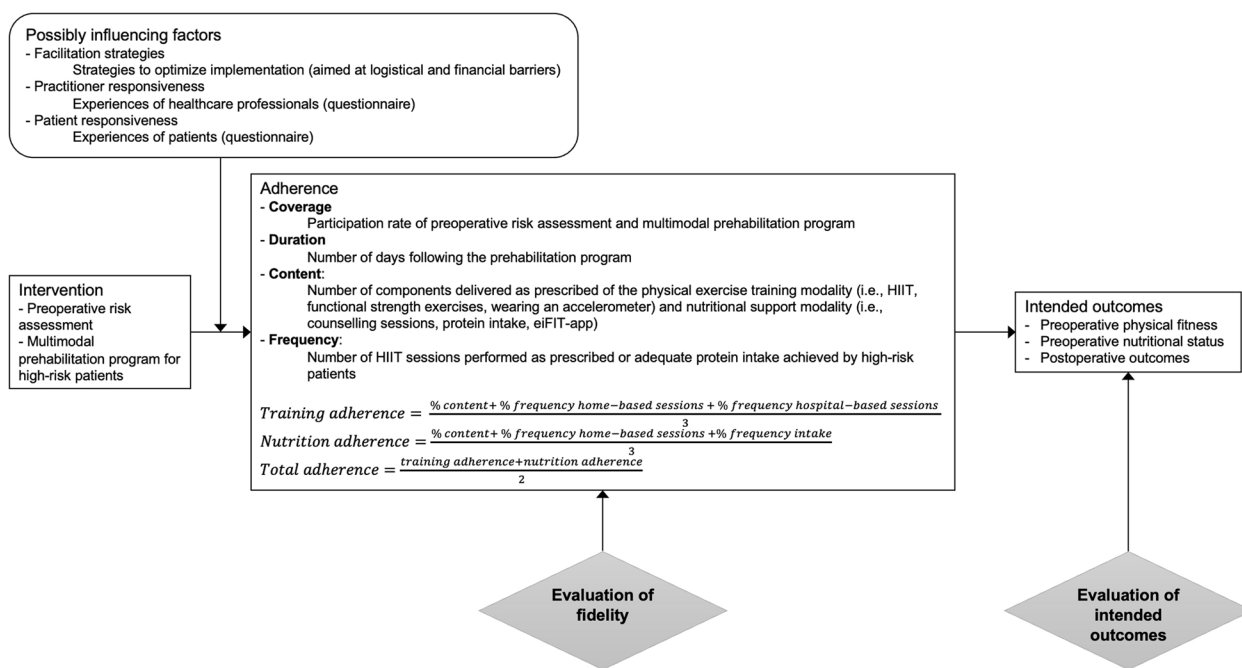 Possibly influencing factors
- Facilitation strategies
Strategies to optimize implementation (aimed at logistical and financial barriers)
- Practitioner responsiveness
Experiences of healthcare professionals (questionnaire)
- Patient responsiveness
Experiences of patients (questionnaire)
Intervention
- Preoperative risk
assessment
- Multimodal
prehabilitation program for
high-risk patients
Adherence
- Coverage
Participation rate of preoperative risk assessment and multimodal prehabilitation program
- Duration
Number of days following the prehabilitation program
- Content:
Number of components delivered as prescribed of the physical exercise training modality (i.e., HIIT,
functional strength exercises, wearing an accelerometer) and nutritional support modality (i.e.,
counselling sessions, protein intake, eiFIT-app)
- Frequency:
Number of HIIT sessions performed as prescribed or adequate protein intake achieved by high-risk
patients
Training adherence = (% content+ % frequency home−based sessions + % frequency hospital−based sessions) / 3
Nutrition adherence = (% content+ % frequency home−based sessions +% frequency intake) / 3
Total adherence = (training adherence+nutrition adherence) / 2
Intended outcomes
- Preoperative physical fitness
- Preoperative nutritional status
- Postoperative outcomes
Evaluation of
fidelity
Evaluation of
intended
outcomes